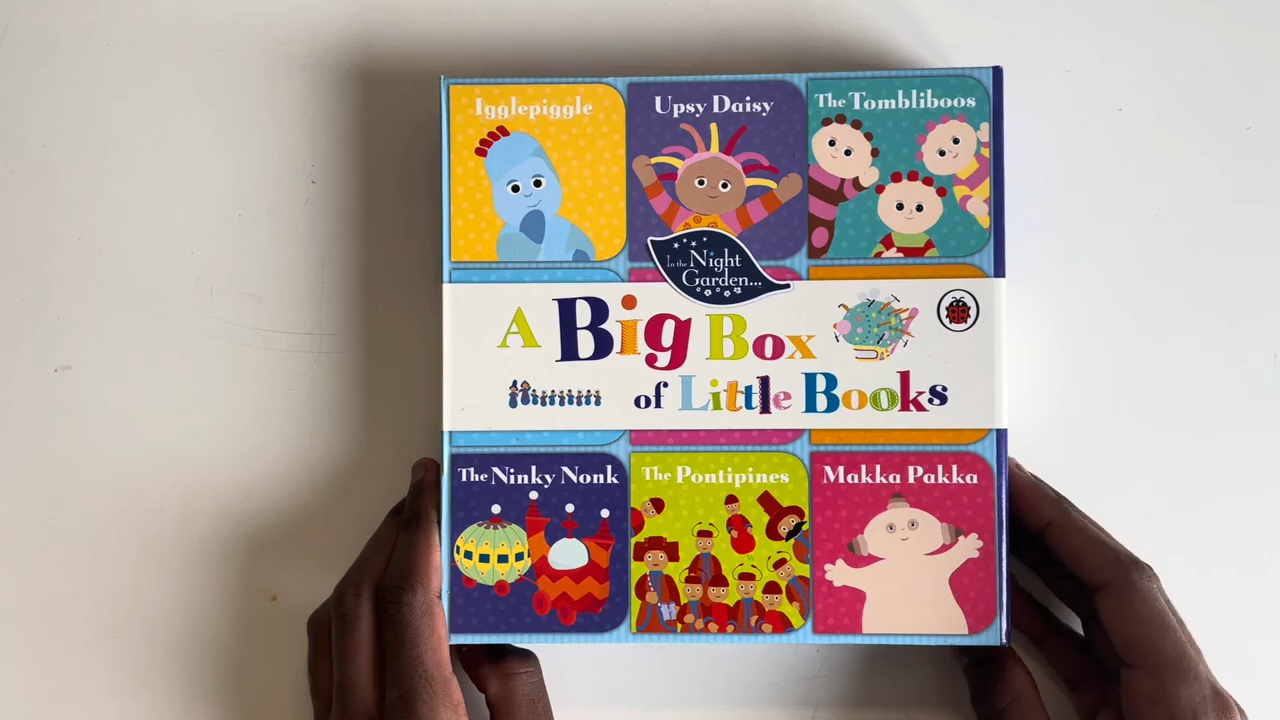 Igglepiggle
Upsy Daisy
The Tombliboos
In the Night
Garden...
A Big Box
of Little Books
The Ninky Nonk
The Pontipines
Makka Pakka